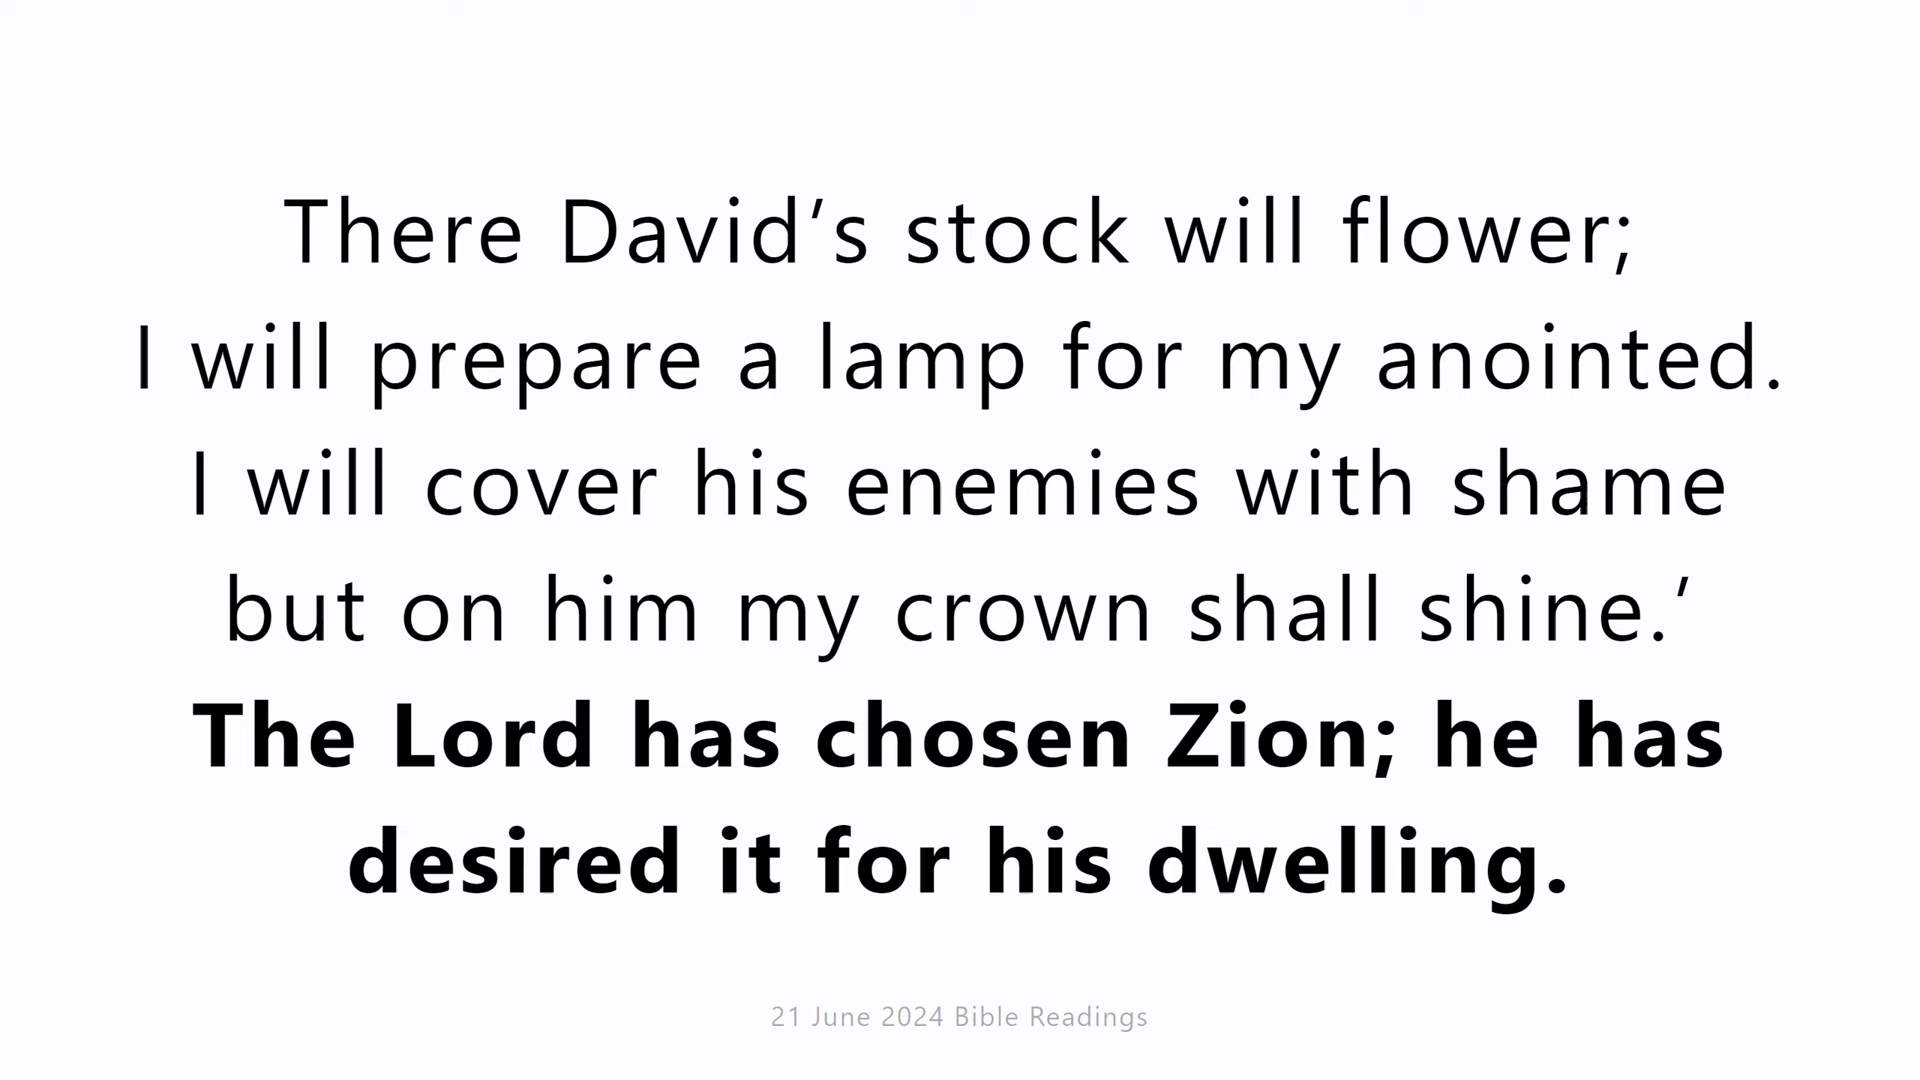 There David’s stock will flower;
I will prepare a lamp for my anointed.
I will cover his enemies with shame
but on him my crown shall shine.’
The Lord has chosen Zion; he has
desired it for his dwelling.
21 June 2024 Bible Readings